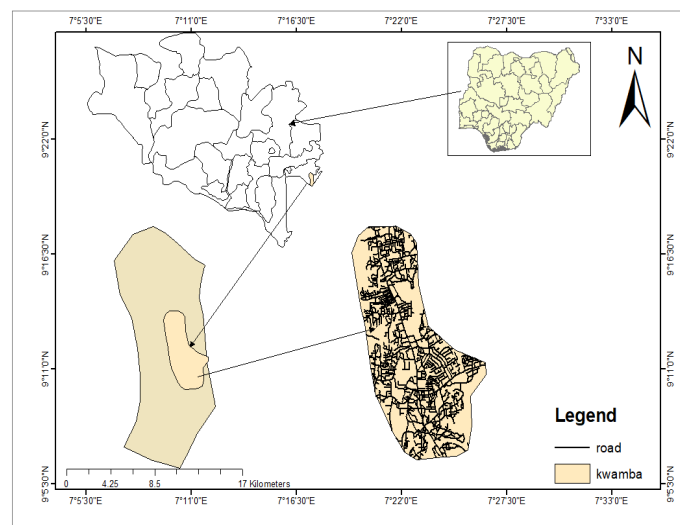 7°5'30"E 7°11'0"E 7°16'30"E 7°22'0"E 7°27'30"E 7°33'0"E
N
9°22'0"N 9°22'0"N
9°16'30"N 9°16'30"N
9°11'0"N 9°11'0"N
Legend
road
kwamba
0 4.25 8.5 17 Kilometers
9°5'30"N 9°5'30"N
7°5'30"E 7°11'0"E 7°16'30"E 7°22'0"E 7°27'30"E 7°33'0"E